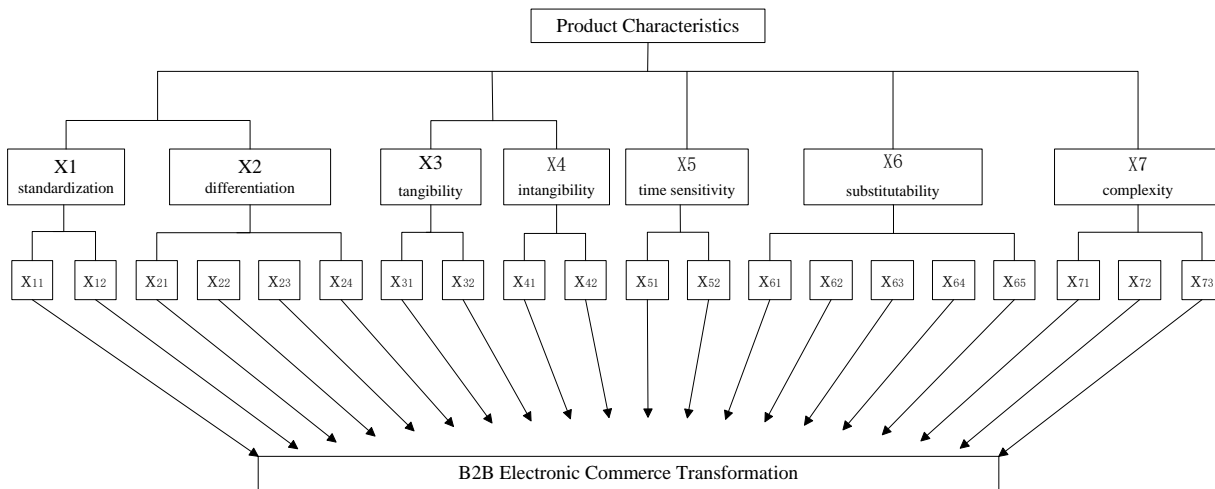 Product Characteristics
X1
standardization
X2
differentiation
X3
tangibility
X4
intangibility
X5
time sensitivity
X6
substitutability
X7
complexity
X11
X12
X21
X22
X23
X24
X31
X32
X41
X42
X51
X52
X61
X62
X63
X64
X65
X71
X72
X73
B2B Electronic Commerce Transformation